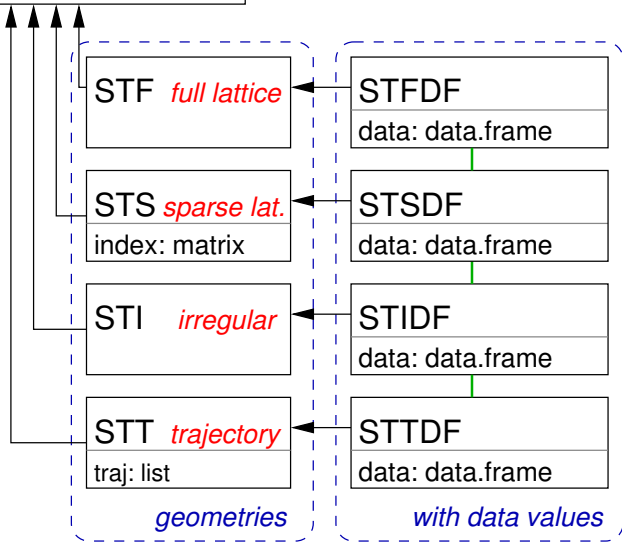 STF full lattice
STS sparse lat.
index: matrix
STI irregular
STT trajectory
traj: list
geometries
STFDF
data: data.frame
STSDF
data: data.frame
STIDF
data: data.frame
STTDF
data: data.frame
with data values